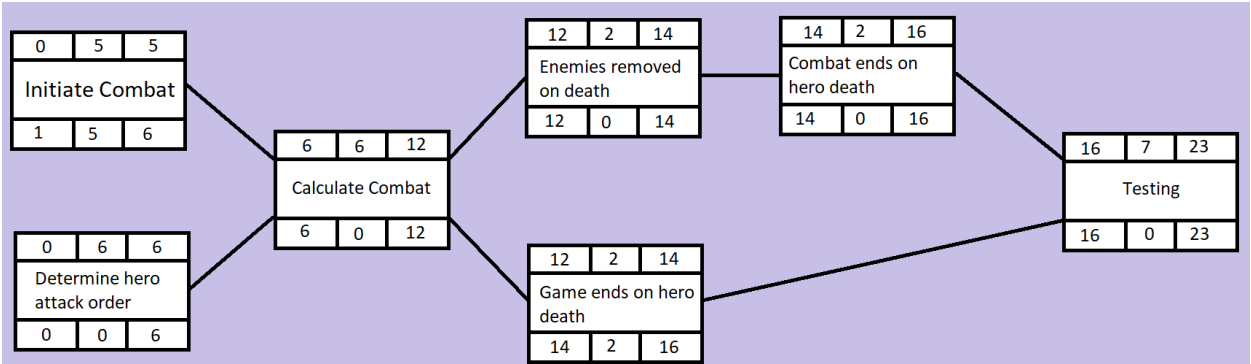 0 5 5
Initiate Combat
1 5 6
0 6 6
Determine hero
attack order
0 0 6
6 6 12
Calculate Combat
6 0 12
12 2 14
Enemies removed
on death
12 0 14
12 2 14
Game ends on hero
death
14 2 16
14 2 16
Combat ends on
hero death
14 0 16
16 7 23
Testing
16 0 23